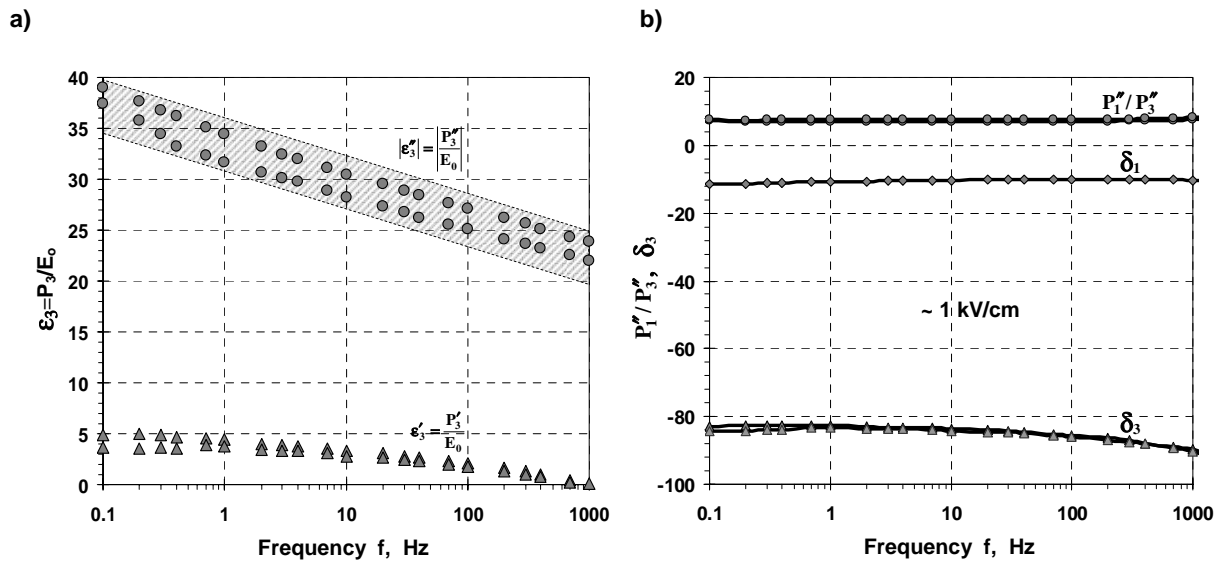 a)
b)
40
35
30
25
20
15
10
5
0
ε₃=P₃/Eₒ
|ε₃″| = |P₃″/E₀|
ε₃′ = P₃′/E₀
0.1 1 10 100 1000
Frequency f, Hz
20
0
-20
-40
-60
-80
-100
P₁″/P₃″, δ₃
P₁″/P₃″
δ₁
~ 1 kV/cm
δ₃
0.1 1 10 100 1000
Frequency f, Hz